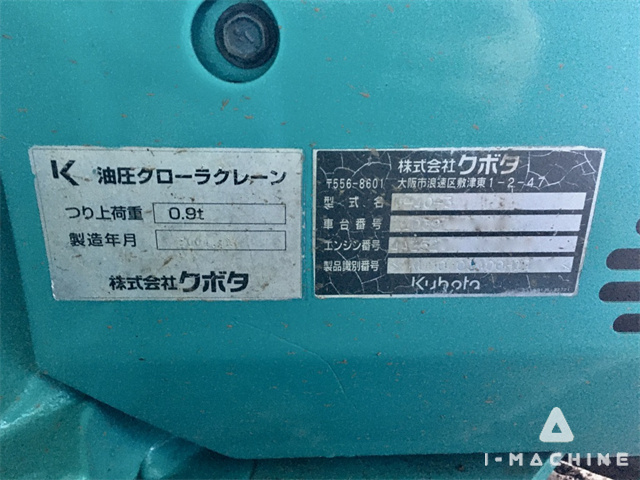 K 油圧クローラクレーン
つり上荷重 0.9t
製造年月
株式会社クボタ
株式会社クボタ
〒556-8601 大阪市浪速区敷津東1-2-47
型式名
車台番号
エンジン番号
製品識別番号
Kubota
I-MACHINE